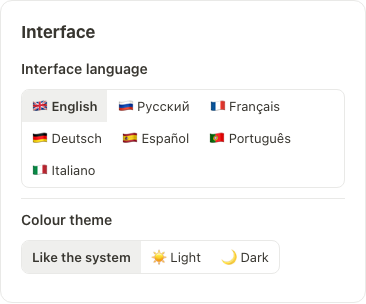 Interface
Interface language
English Русский Français
Deutsch Español Português
Italiano
Colour theme
Like the system Light Dark